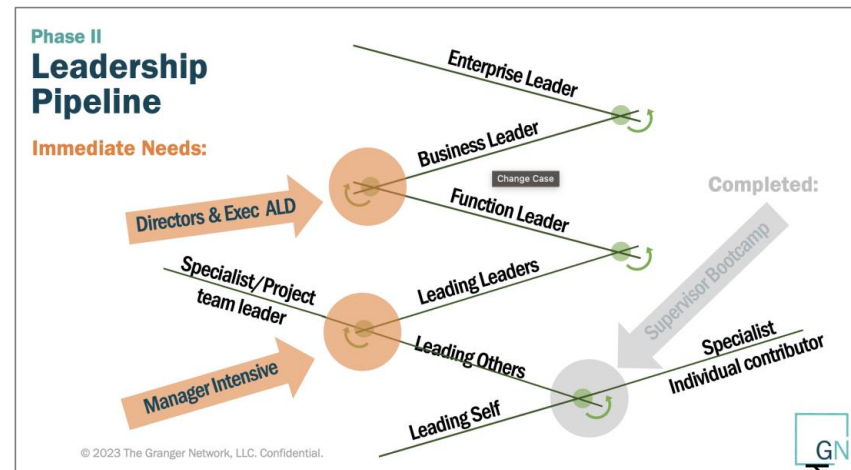 Phase II
Leadership
Pipeline
Immediate Needs:
Enterprise Leader
Business Leader
Change Case
Completed:
Directors & Exec ALD
Function Leader
Supervisor Bootcamp
Specialist/Project
team leader
Leading Leaders
Manager Intensive
Leading Others
Specialist
Individual contributor
Leading Self
© 2023 The Granger Network, LLC. Confidential.
GN